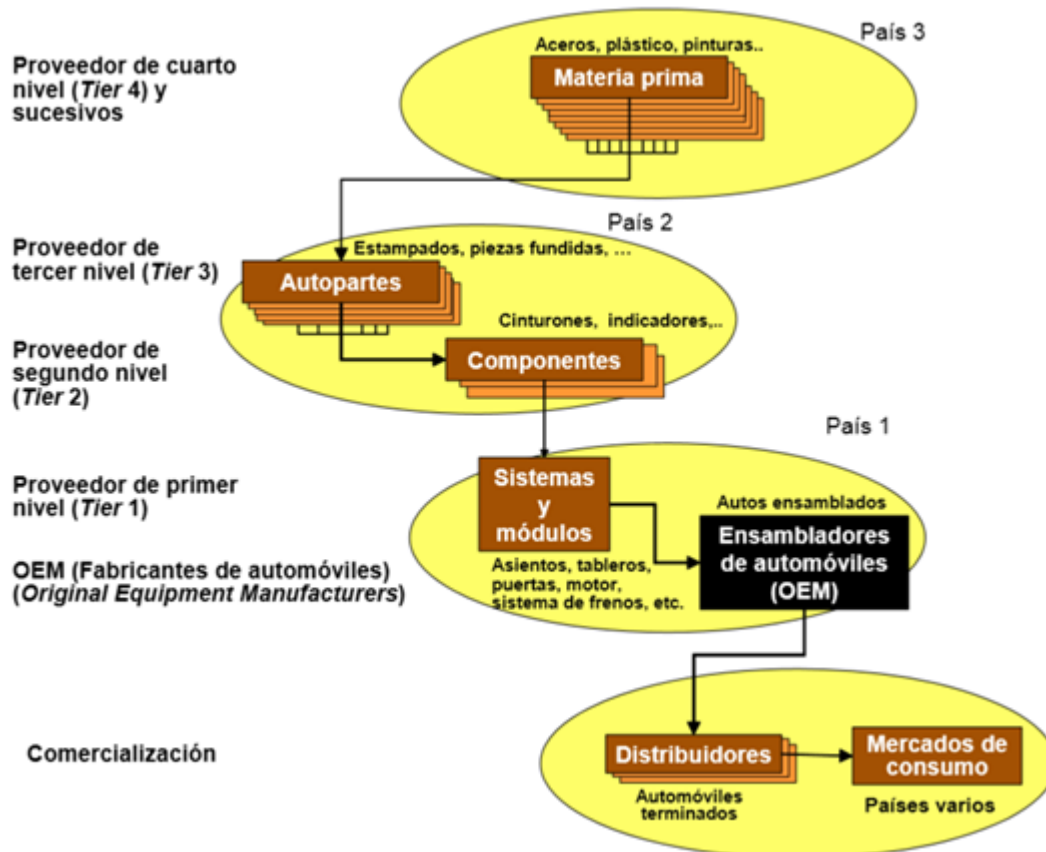 País 3
Aceros, plástico, pinturas..
Materia prima
Proveedor de cuarto
nivel (Tier 4) y
sucesivos
País 2
Proveedor de
tercer nivel (Tier 3)
Estampados, piezas fundidas, ...
Autopartes
Cinturones, indicadores,..
Proveedor de
segundo nivel
(Tier 2)
Componentes
País 1
Proveedor de primer
nivel (Tier 1)
Sistemas
y
módulos
Autos ensamblados
Ensambladores
de automóviles
(OEM)
OEM (Fabricantes de automóviles)
(Original Equipment Manufacturers)
Asientos, tableros,
puertas, motor,
sistema de frenos, etc.
Comercialización
Distribuidores
Mercados de
consumo
Automóviles
terminados
Países varios